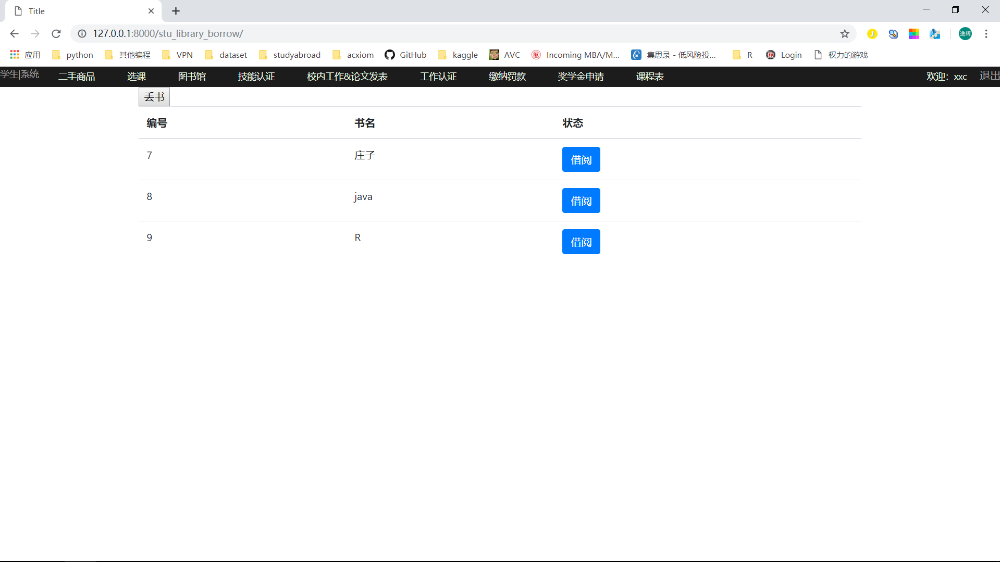 Title
127.0.0.1:8000/stu_library_borrow/
逸辉
应用 python 其他编程 VPN dataset studyabroad acxiom GitHub kaggle AVC Incoming MBA/M... 集思录 - 低风险投... R Login 权力的游戏
学生|系统 二手商品 选课 图书馆 技能认证 校内工作&论文发表 工作认证 缴纳罚款 奖学金申请 课程表 欢迎：xxc 退出
丢书
编号 书名 状态
7 庄子 借阅
8 java 借阅
9 R 借阅